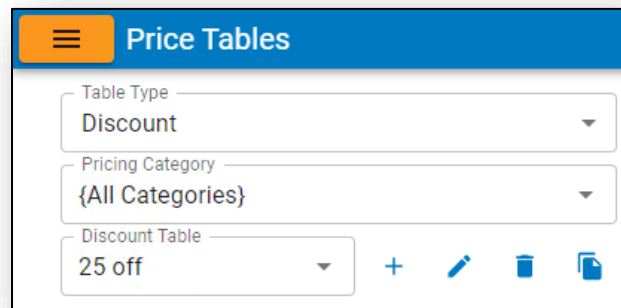 Price Tables
Table Type
Discount
Pricing Category
{All Categories}
Discount Table
25 off